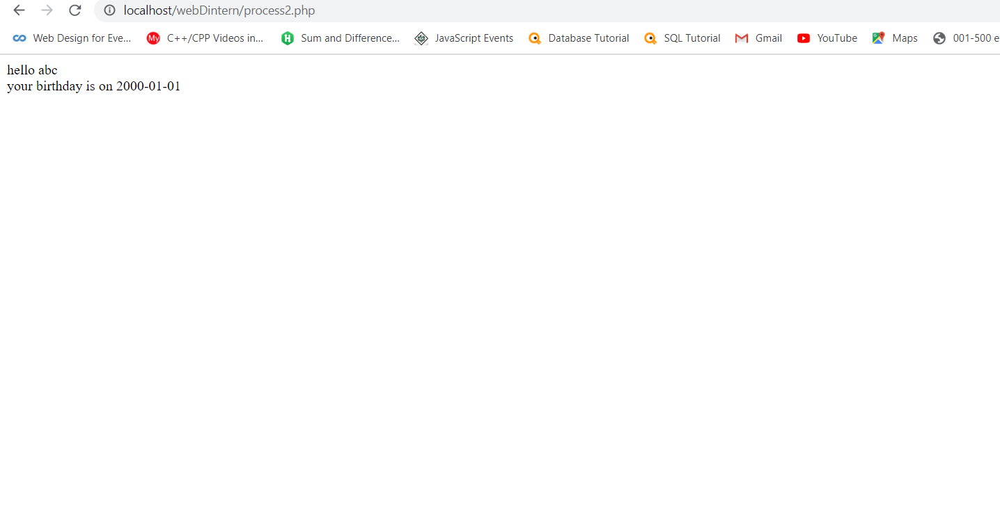 localhost/webDintern/process2.php
Web Design for Eve... My C++/CPP Videos in... H Sum and Difference... JavaScript Events Database Tutorial SQL Tutorial Gmail YouTube Maps 001-500 e
hello abc
your birthday is on 2000-01-01